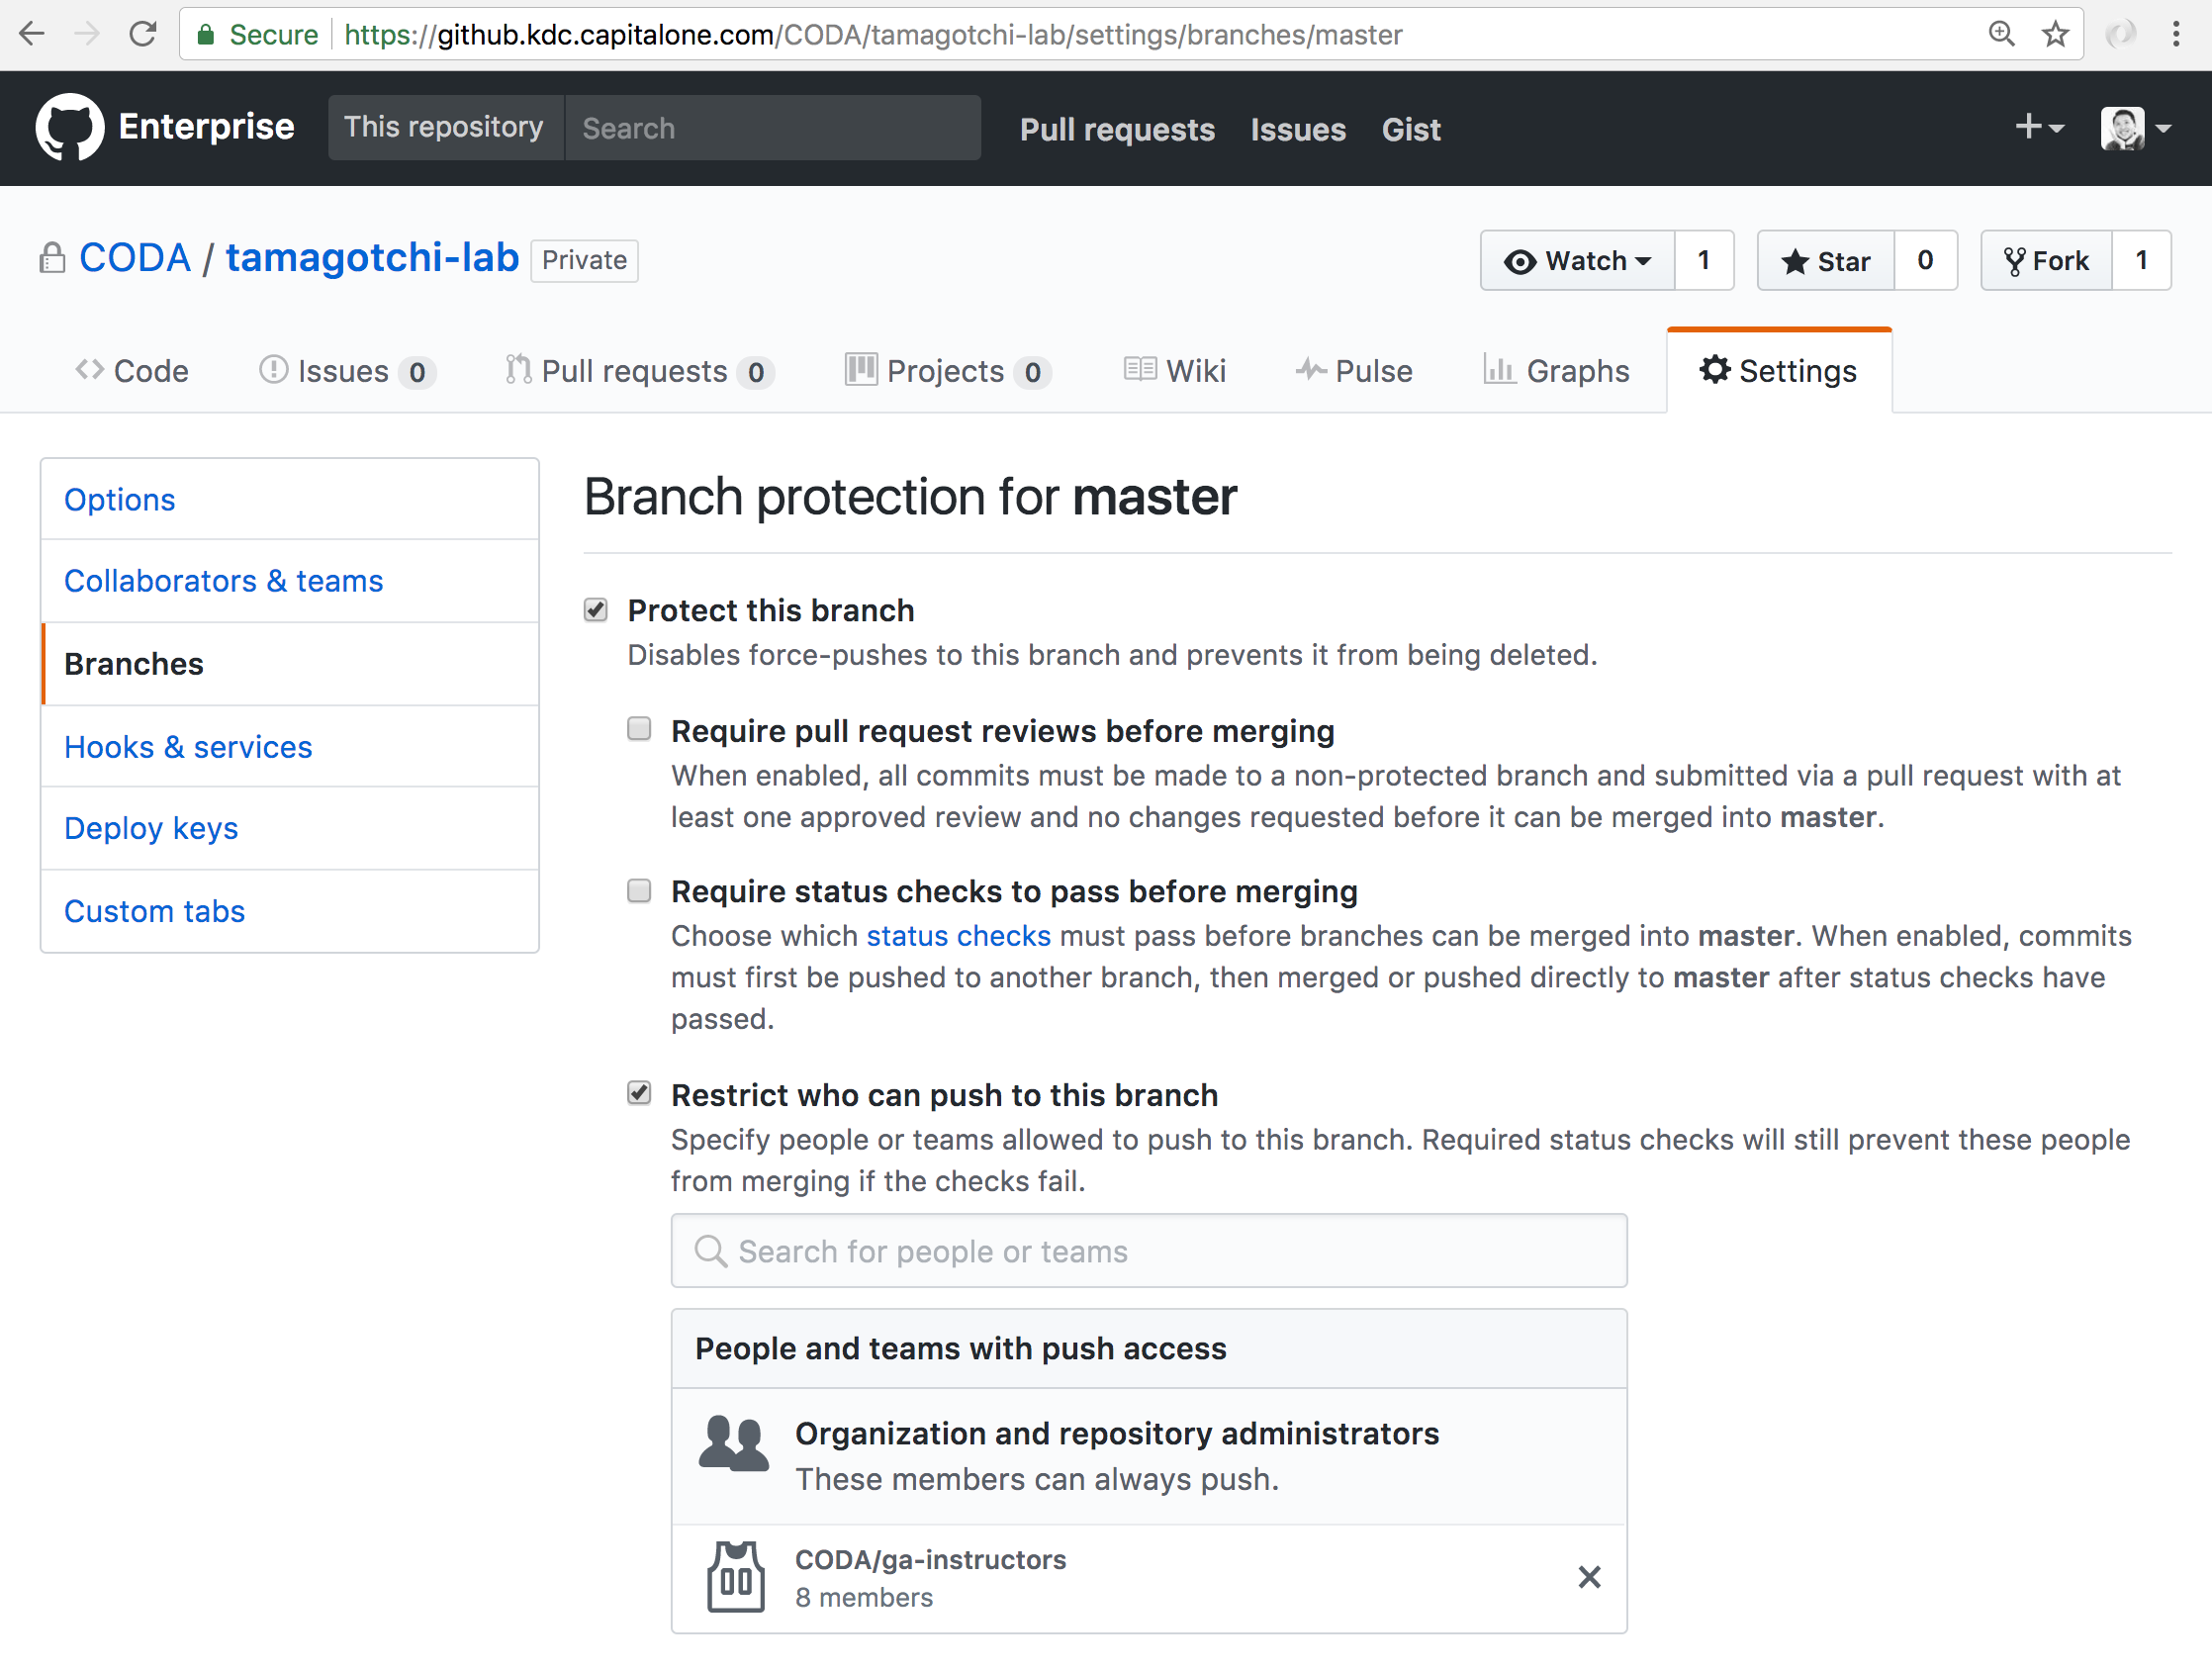 Secure https://github.kdc.capitalone.com/CODA/tamagotchi-lab/settings/branches/master
Enterprise This repository Search Pull requests Issues Gist
CODA / tamagotchi-lab Private Watch 1 Star 0 Fork 1
Code Issues 0 Pull requests 0 Projects 0 Wiki Pulse Graphs Settings
Options
Collaborators & teams
Branches
Hooks & services
Deploy keys
Custom tabs
Branch protection for master
Protect this branch
Disables force-pushes to this branch and prevents it from being deleted.
Require pull request reviews before merging
When enabled, all commits must be made to a non-protected branch and submitted via a pull request with at
least one approved review and no changes requested before it can be merged into master.
Require status checks to pass before merging
Choose which status checks must pass before branches can be merged into master. When enabled, commits
must first be pushed to another branch, then merged or pushed directly to master after status checks have
passed.
Restrict who can push to this branch
Specify people or teams allowed to push to this branch. Required status checks will still prevent these people
from merging if the checks fail.
Search for people or teams
People and teams with push access
Organization and repository administrators
These members can always push.
CODA/ga-instructors
8 members